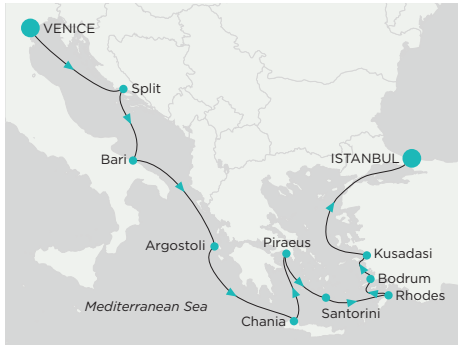 VENICE
Split
Bari
ISTANBUL
Argostoli
Piraeus
Kusadasi
Bodrum
Rhodes
Mediterranean Sea
Santorini
Chania